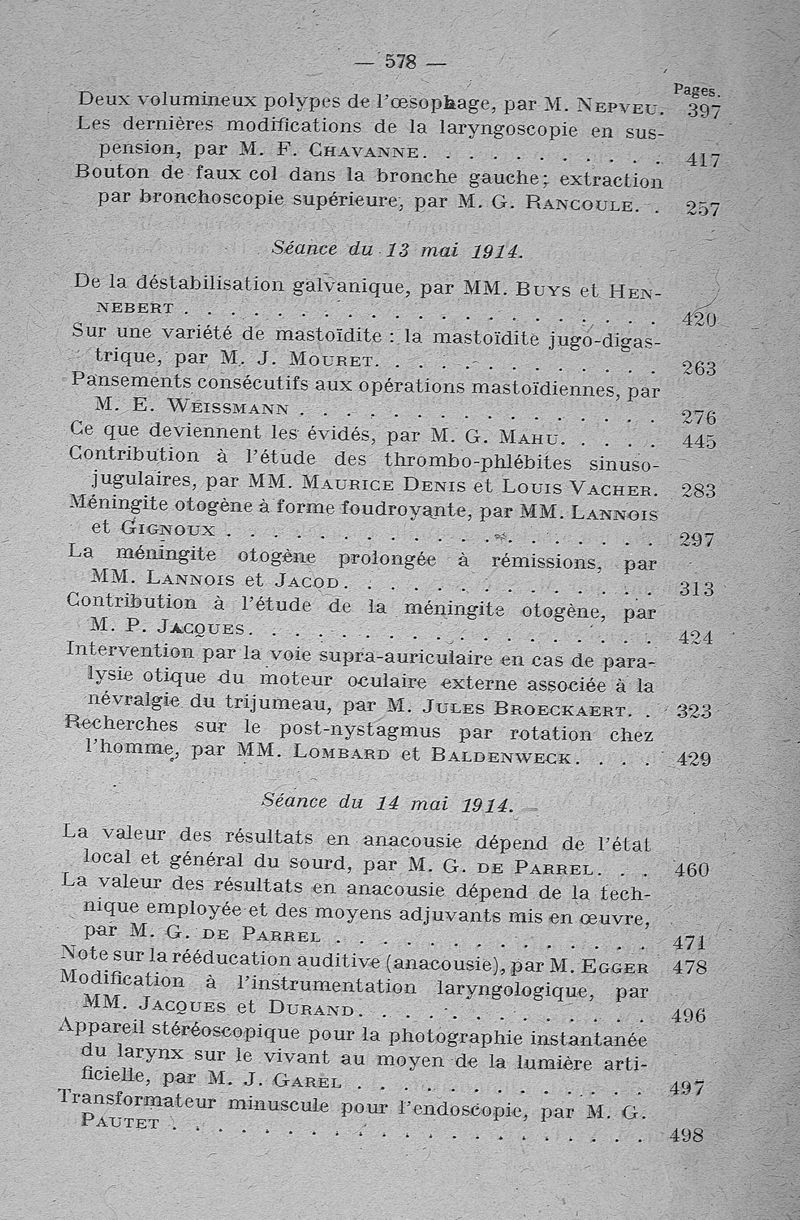 — 578 —
Pages.
Deux volumineux polypes de l'œsophage, par M. NEPVEU. 397
Les dernières modifications de la laryngoscopie en sus-
pension, par M. F. CHAVANNE. . . . . . . . . . . 417
Bouton de faux col dans la bronche gauche; extraction
par bronchoscopie supérieure, par M. G. RANCOULE. . 257
Séance du 13 mai 1914.
De la déstabilisation galvanique, par MM. BUYS et HEN-
NEBERT . . . . . . . . . . . . . . . . . . . . 420
Sur une variété de mastoïdite : la mastoïdite jugo-digas-
trique, par M. J. MOURET. . . . . . . . . . . . . 263
Pansements consécutifs aux opérations mastoïdiennes, par
M. E. WEISSMANN . . . . . . . . . . . . . . . . 276
Ce que deviennent les évidés, par M. G. MAHU. . . . . 445
Contribution à l'étude des thrombo-phlébites sinuso-
jugulaires, par MM. MAURICE DENIS et LOUIS VACHER. 283
Méningite otogène à forme foudroyante, par MM. LANNOIS
et GIGNOUX . . . . . . . . . . . . . . . . . . . 297
La méningite otogène prolongée à rémissions, par
MM. LANNOIS et JACOD. . . . . . . . . . . . . . 313
Contribution à l'étude de la méningite otogène, par
M. P. JACQUES. . . . . . . . . . . . . . . . . . 424
Intervention par la voie supra-auriculaire en cas de para-
lysie otique du moteur oculaire externe associée à la
névralgie du trijumeau, par M. JULES BROECKAERT. . 323
Recherches sur le post-nystagmus par rotation chez
l'homme, par MM. LOMBARD et BALDENWECK. . . . 429
Séance du 14 mai 1914.
La valeur des résultats en anacousie dépend de l'état
local et général du sourd, par M. G. DE PARREL. . . 460
La valeur des résultats en anacousie dépend de la tech-
nique employée et des moyens adjuvants mis en œuvre,
par M. G. DE PARREL . . . . . . . . . . . . . . 471
Note sur la rééducation auditive (anacousie), par M. EGGER 478
Modification à l'instrumentation laryngologique, par
MM. JACQUES et DURAND. . . . . . . . . . . . . 496
Appareil stéréoscopique pour la photographie instantanée
du larynx sur le vivant au moyen de la lumière arti-
ficielle, par M. J. GAREL . . . . . . . . . . . . . 497
Transformateur minuscule pour l'endoscopie, par M. G.
PAUTET . . . . . . . . . . . . . . . . . . . . . 498